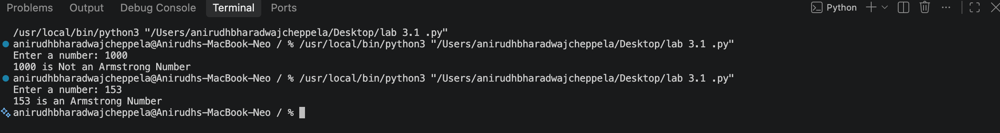 Problems Output Debug Console Terminal Ports Python
/usr/local/bin/python3 "/Users/anirudhbharadwajcheppela/Desktop/lab 3.1 .py"
anirudhbharadwajcheppela@Anirudhs-MacBook-Neo / % /usr/local/bin/python3 "/Users/anirudhbharadwajcheppela/Desktop/lab 3.1 .py"
Enter a number: 1000
1000 is Not an Armstrong Number
anirudhbharadwajcheppela@Anirudhs-MacBook-Neo / % /usr/local/bin/python3 "/Users/anirudhbharadwajcheppela/Desktop/lab 3.1 .py"
Enter a number: 153
153 is an Armstrong Number
anirudhbharadwajcheppela@Anirudhs-MacBook-Neo / %